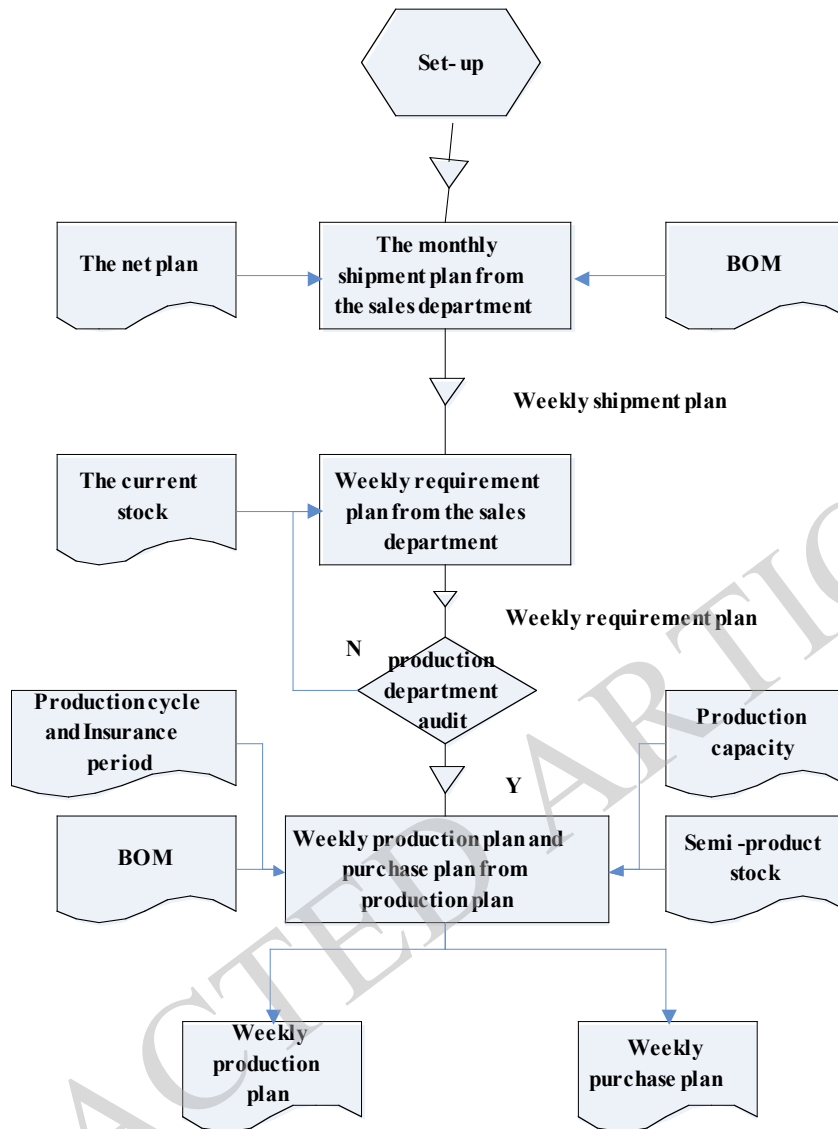 Set- up
The net plan
The monthly
shipment plan from
the sales department
BOM
Weekly shipment plan
The current
stock
Weekly requirement
plan from the sales
department
Weekly requirement plan
N
production
department
audit
Production cycle
and Insurance
period
Production
capacity
Y
BOM
Weekly production plan and
purchase plan from
production plan
Semi -product
stock
Weekly
production
plan
Weekly
purchase plan
ACTED ARTIC